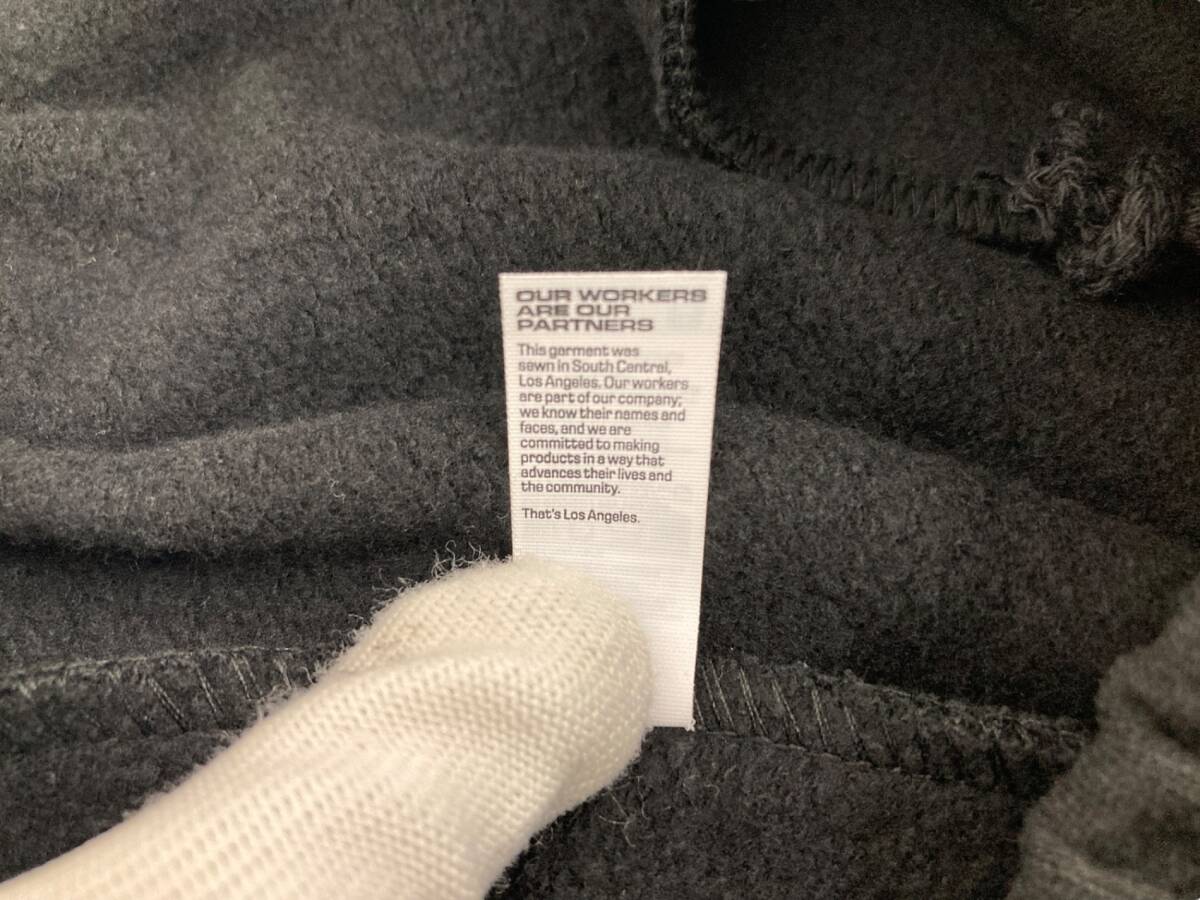 OUR WORKERS
ARE OUR
PARTNERS
This garment was
sewn in South Central,
Los Angeles. Our workers
are part of our company;
we know their names and
faces, and we are
committed to making
products in a way that
advances their lives and
the community.
That's Los Angeles.